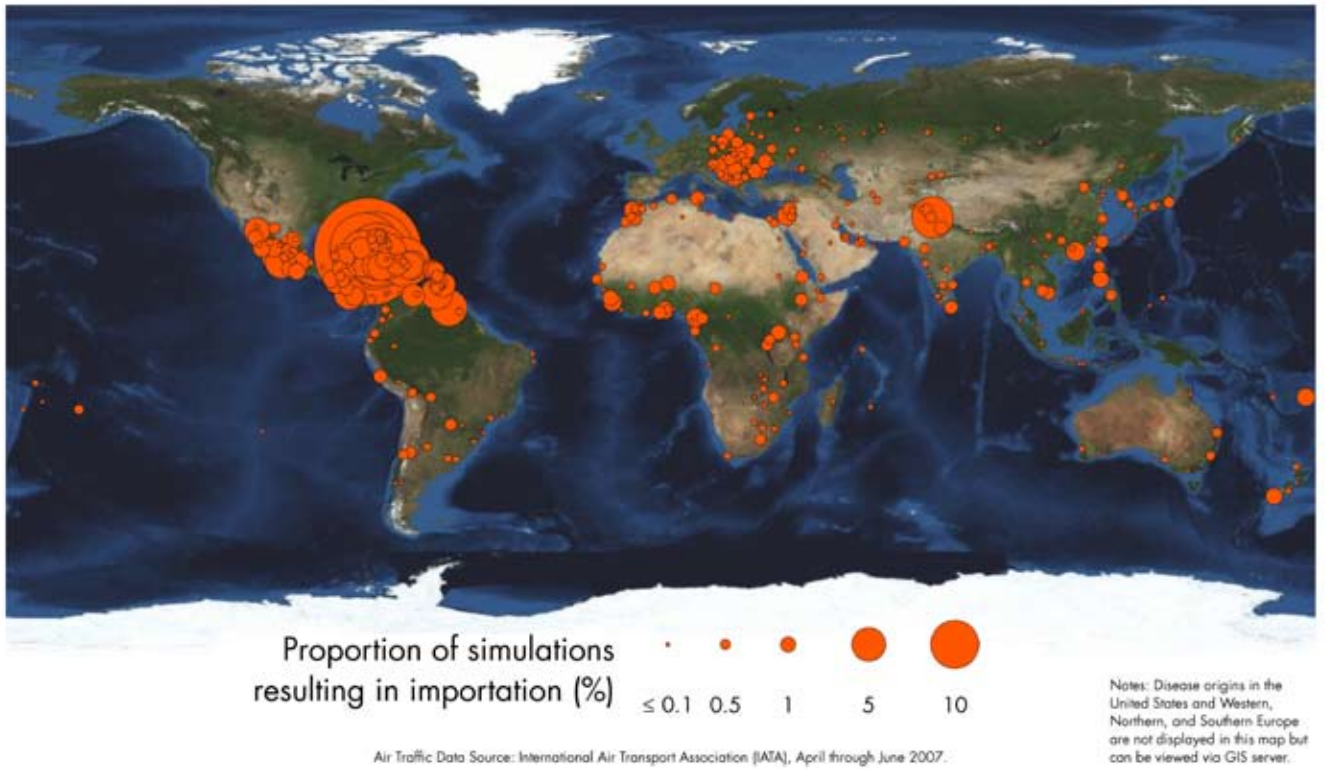 Proportion of simulations
resulting in importation (%)
≤ 0.1 0.5 1 5 10
Notes: Disease origins in the
United States and Western,
Northern, and Southern Europe
are not displayed in this map but
can be viewed via GIS server.
Air Traffic Data Source: International Air Transport Association (IATA), April through June 2007.